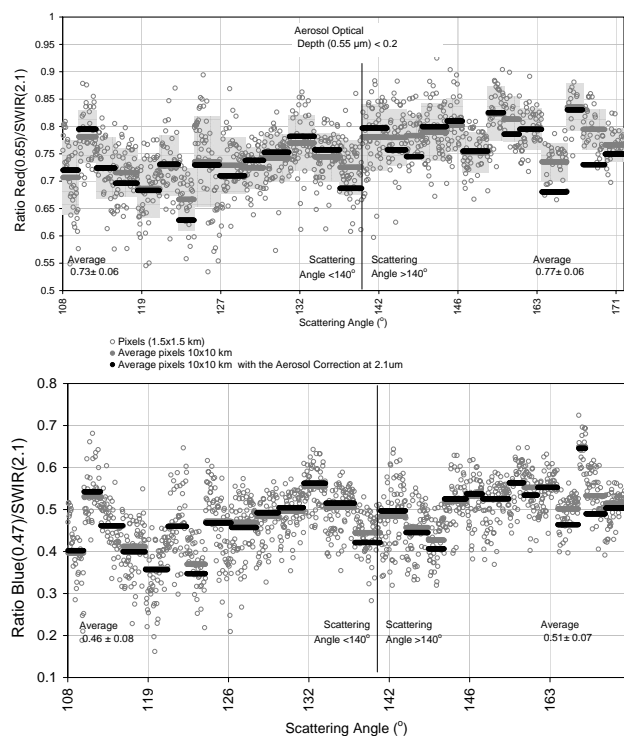 Aerosol Optical
Depth (0.55 µm) < 0.2
Ratio Red(0.65)/SWIR(2.1)
1
0.95
0.9
0.85
0.8
0.75
0.7
0.65
0.6
0.55
0.5
Average
0.73± 0.06
Scattering
Angle <140°
Scattering
Angle >140°
Average
0.77± 0.06
108
119
127
132
142
146
163
171
Scattering Angle (°)
Pixels (1.5x1.5 km)
Average pixels 10x10 km
Average pixels 10x10 km with the Aerosol Correction at 2.1um
Ratio Blue(0.47)/SWIR(2.1)
0.8
0.7
0.6
0.5
0.4
0.3
0.2
0.1
Average
0.46 ± 0.08
Scattering
Angle <140°
Scattering
Angle >140°
Average
0.51± 0.07
108
119
126
132
142
146
163
Scattering Angle (°)